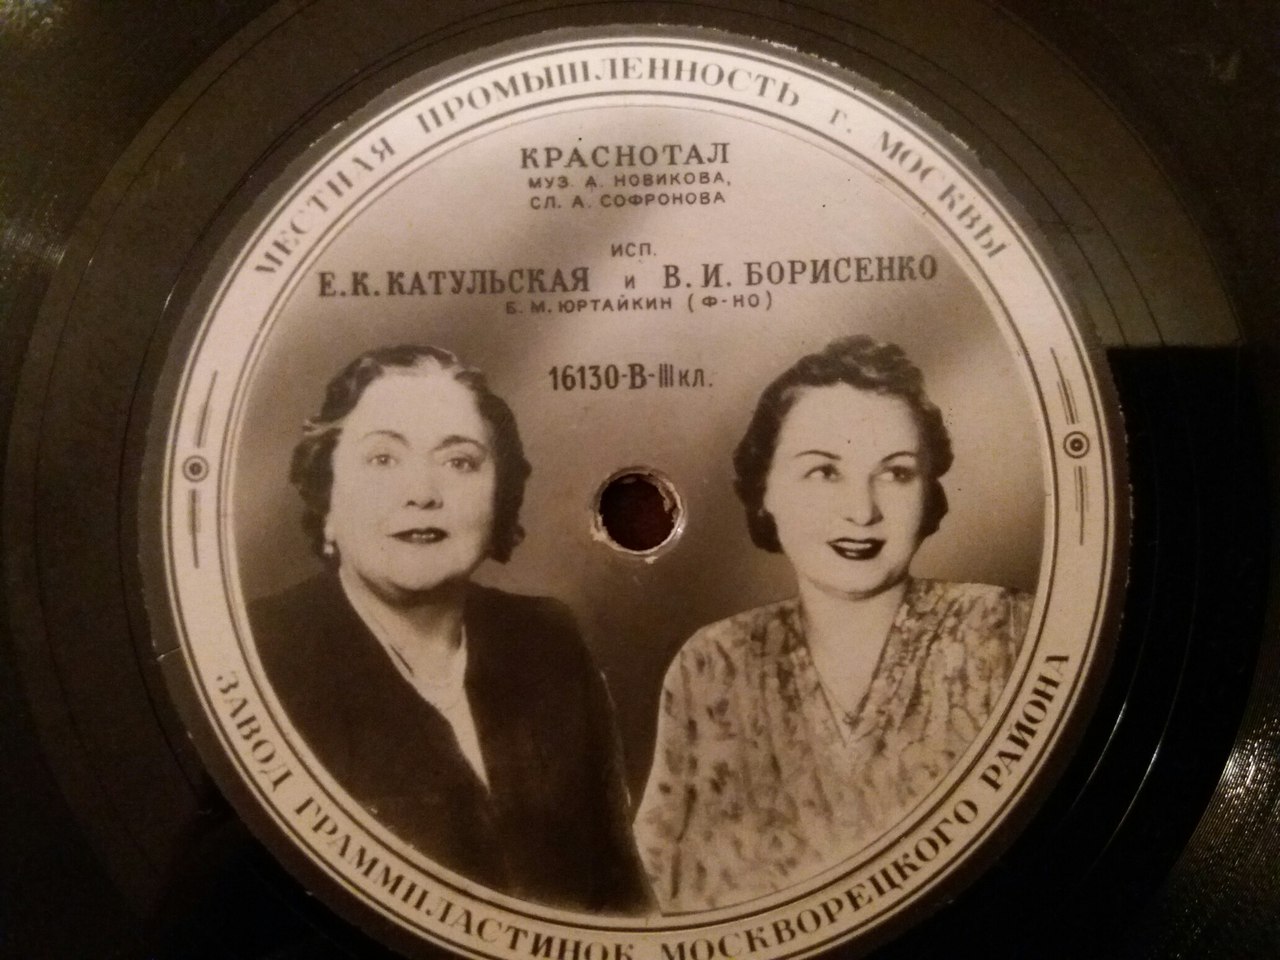 МЕСТНАЯ ПРОМЫШЛЕННОСТЬ г. МОСКВЫ
КРАСНОТАЛ
МУЗ. А. НОВИКОВА,
СЛ. А. СОФРОНОВА
ИСП.
Е.К.КАТУЛЬСКАЯ и В.И.БОРИСЕНКО
Б. М. ЮРТАЙКИН (Ф-НО)
16130-В-III кл.
ЗАВОД ГРАММПЛАСТИНОК МОСКВОРЕЦКОГО РАЙОНА